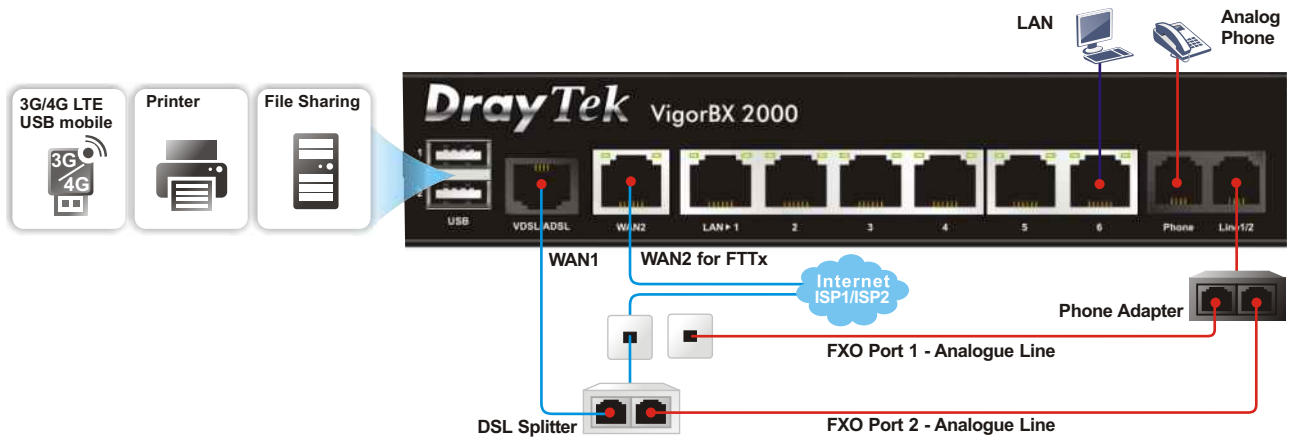 LAN
Analog
Phone
3G/4G LTE
USB mobile
3G
4G
Printer
File Sharing
DrayTek VigorBX 2000
1
2
USB
VDSL/ADSL
WAN2
LAN ▸ 1
2
3
4
5
6
Phone
Line1/2
WAN1
WAN2 for FTTx
Internet
ISP1/ISP2
Phone Adapter
FXO Port 1 - Analogue Line
DSL Splitter
FXO Port 2 - Analogue Line